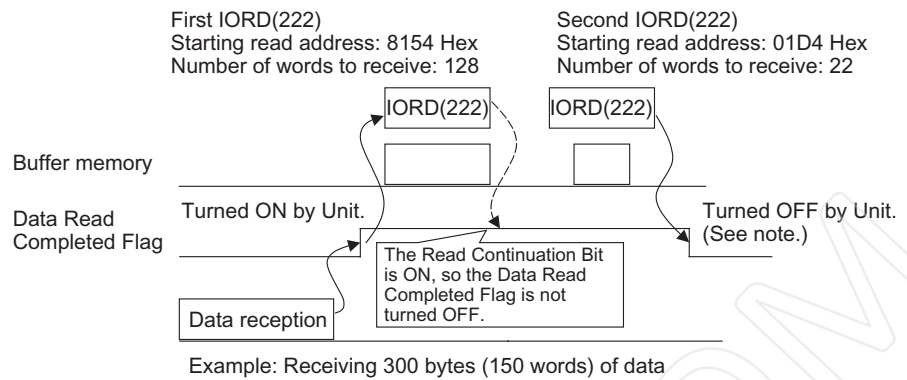 First IORD(222)
Starting read address: 8154 Hex
Number of words to receive: 128
Second IORD(222)
Starting read address: 01D4 Hex
Number of words to receive: 22
IORD(222)
IORD(222)
Buffer memory
Data Read
Completed Flag
Turned ON by Unit.
Turned OFF by Unit.
(See note.)
The Read Continuation Bit
is ON, so the Data Read
Completed Flag is not
turned OFF.
Data reception
Example: Receiving 300 bytes (150 words) of data